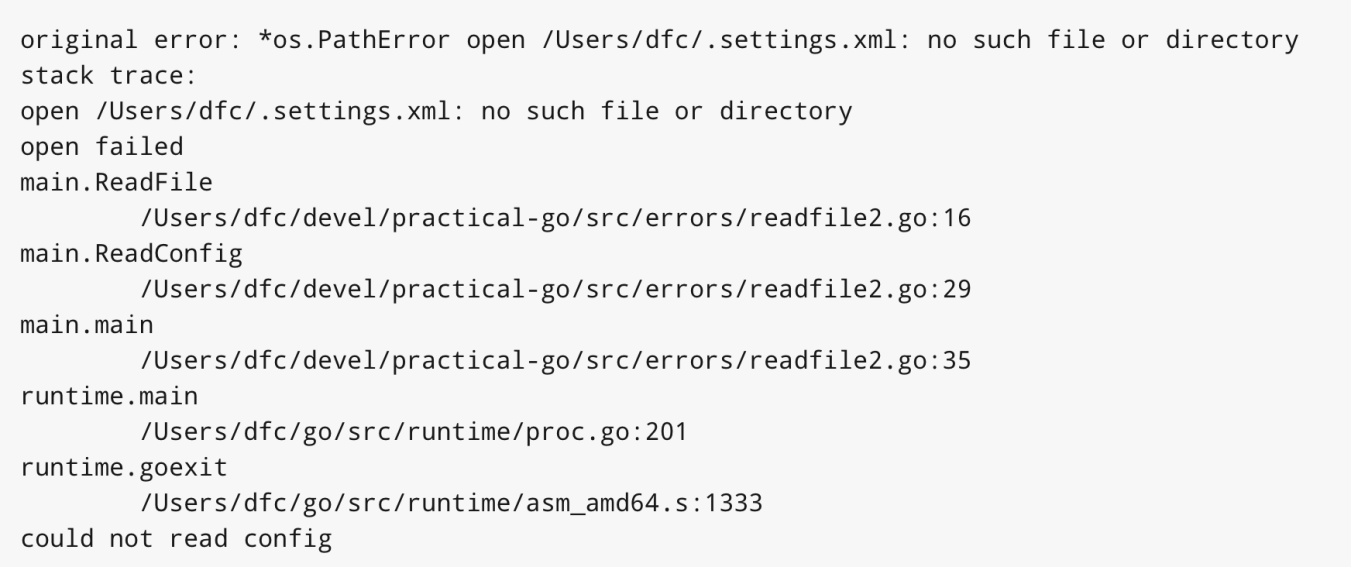 original error: *os.PathError open /Users/dfc/.settings.xml: no such file or directory
stack trace:
open /Users/dfc/.settings.xml: no such file or directory
open failed
main.ReadFile
        /Users/dfc/devel/practical-go/src/errors/readfile2.go:16
main.ReadConfig
        /Users/dfc/devel/practical-go/src/errors/readfile2.go:29
main.main
        /Users/dfc/devel/practical-go/src/errors/readfile2.go:35
runtime.main
        /Users/dfc/go/src/runtime/proc.go:201
runtime.goexit
        /Users/dfc/go/src/runtime/asm_amd64.s:1333
could not read config